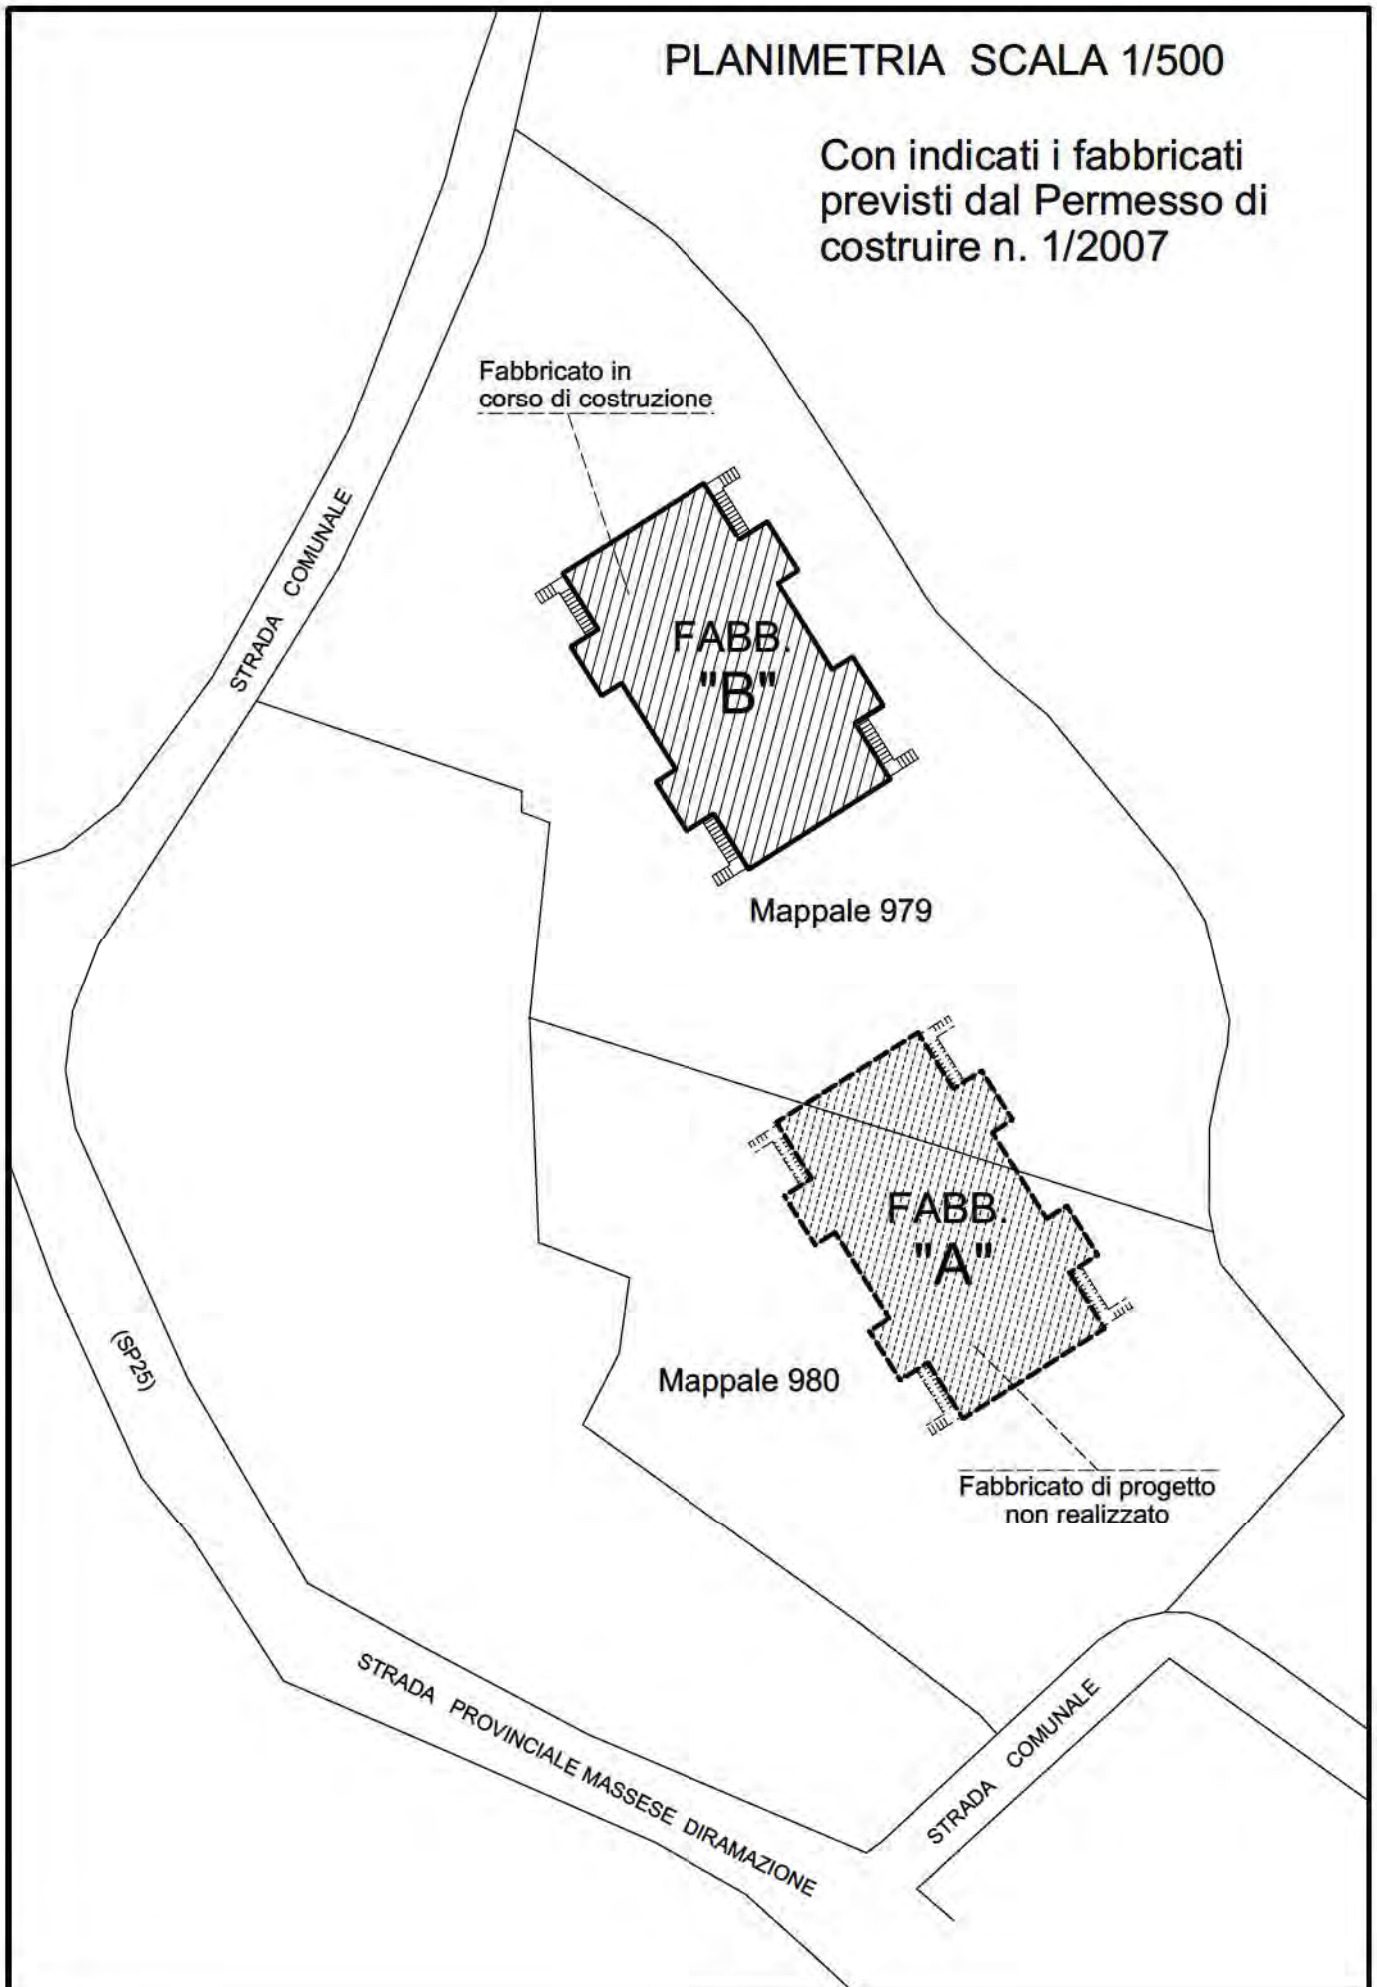 PLANIMETRIA SCALA 1/500
Con indicati i fabbricati
previsti dal Permesso di
costruire n. 1/2007
Fabbricato in
corso di costruzione
STRADA COMUNALE
FABB.
"B"
Mappale 979
FABB.
"A"
(SP25)
Mappale 980
Fabbricato di progetto
non realizzato
STRADA PROVINCIALE MASSESE DIRAMAZIONE
STRADA COMUNALE